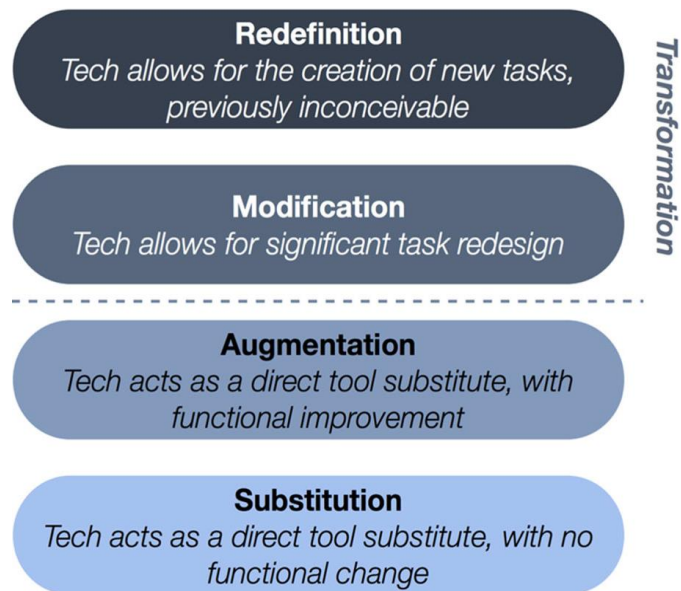 Redefinition
Tech allows for the creation of new tasks,
previously inconceivable
Transformation
Modification
Tech allows for significant task redesign
Augmentation
Tech acts as a direct tool substitute, with
functional improvement
Substitution
Tech acts as a direct tool substitute, with no
functional change